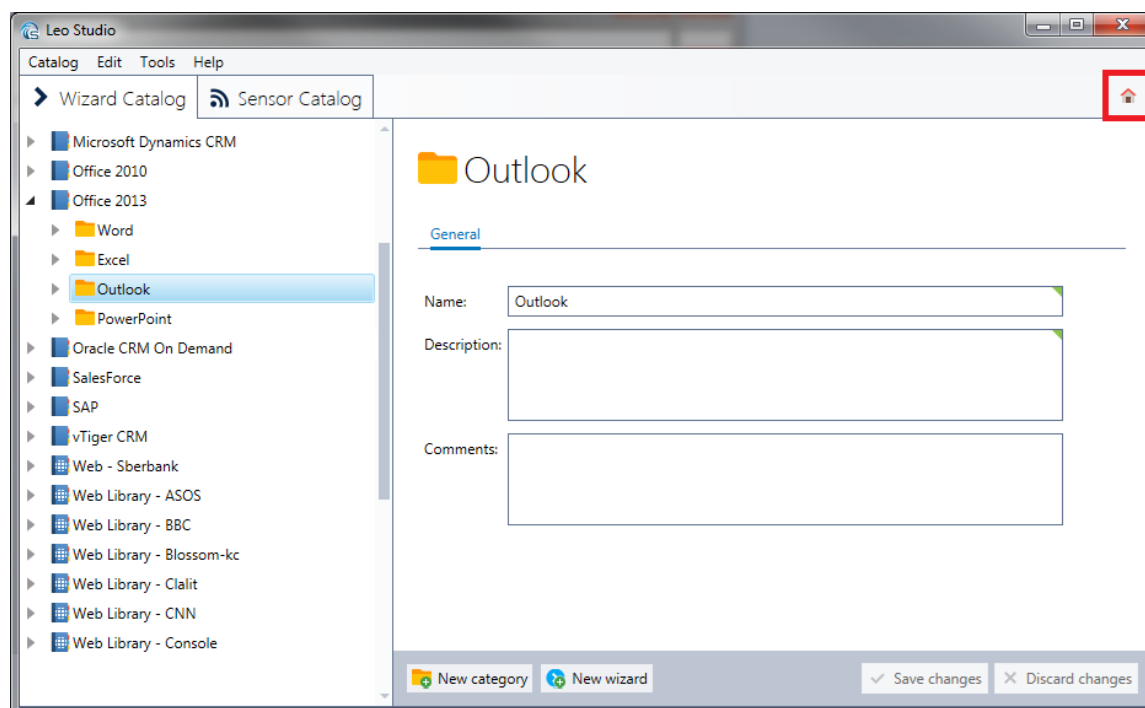 Leo Studio
Catalog Edit Tools Help
Wizard Catalog Sensor Catalog
Microsoft Dynamics CRM
Office 2010
Office 2013
Word
Excel
Outlook
PowerPoint
Oracle CRM On Demand
SalesForce
SAP
vTiger CRM
Web - Sberbank
Web Library - ASOS
Web Library - BBC
Web Library - Blossom-kc
Web Library - Clalit
Web Library - CNN
Web Library - Console
Outlook
General
Name: Outlook
Description:
Comments:
New category New wizard Save changes Discard changes